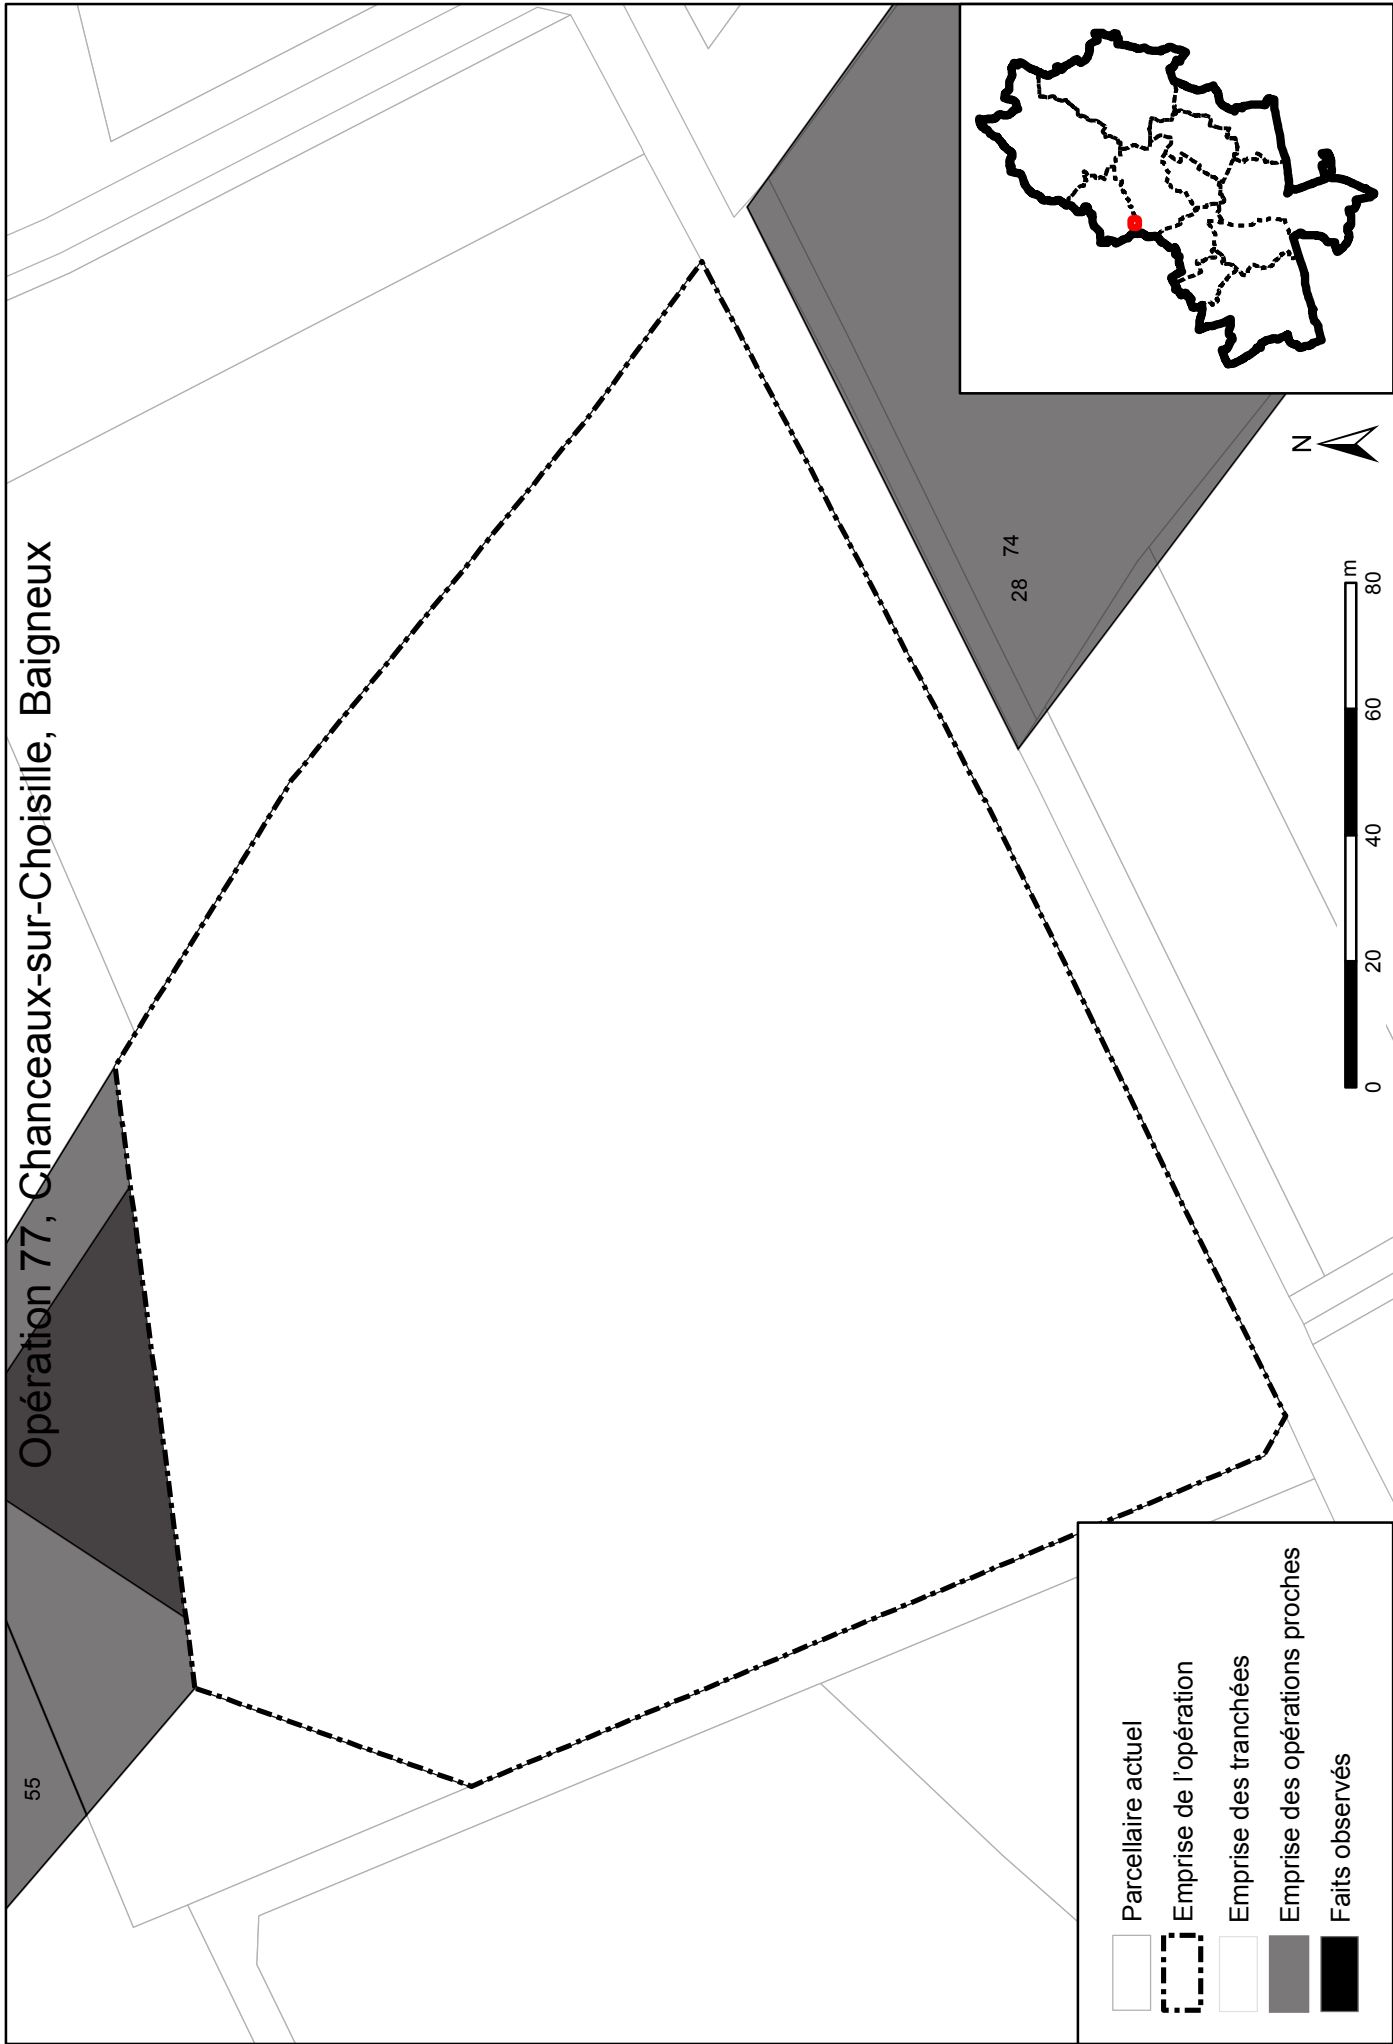 Opération 77, Chanceaux-sur-Choisille, Baigneux
55
28
74
N
0
20
40
60
80
m
Parcellaire actuel
Emprise de l'opération
Emprise des tranchées
Emprise des opérations proches
Faits observés